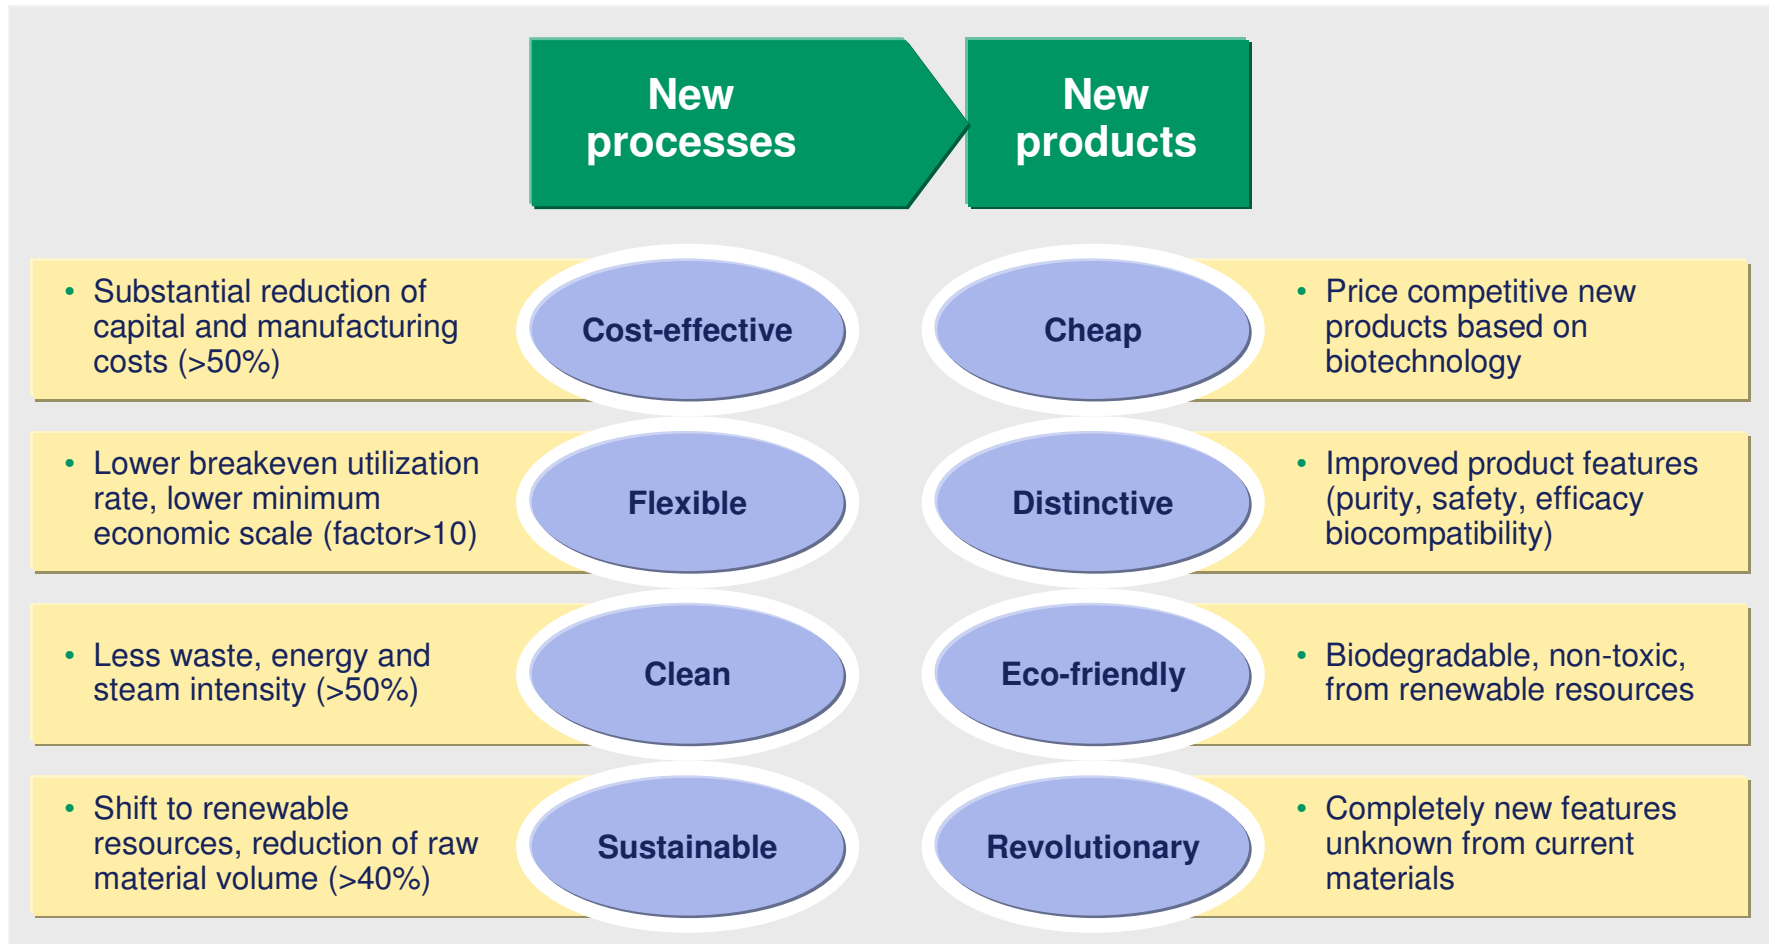 New
processes
New
products
• Substantial reduction of
capital and manufacturing
costs (>50%)
Cost-effective
Cheap
• Price competitive new
products based on
biotechnology
• Lower breakeven utilization
rate, lower minimum
economic scale (factor>10)
Flexible
Distinctive
• Improved product features
(purity, safety, efficacy
biocompatibility)
• Less waste, energy and
steam intensity (>50%)
Clean
Eco-friendly
• Biodegradable, non-toxic,
from renewable resources
• Shift to renewable
resources, reduction of raw
material volume (>40%)
Sustainable
Revolutionary
• Completely new features
unknown from current
materials